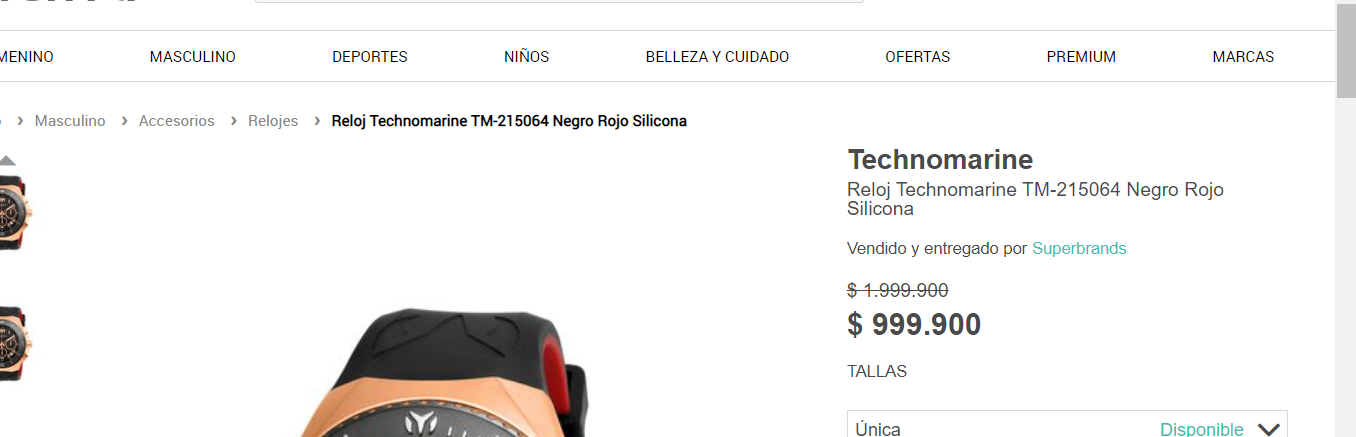 MENINO MASCULINO DEPORTES NIÑOS BELLEZA Y CUIDADO OFERTAS PREMIUM MARCAS
› Masculino › Accesorios › Relojes › Reloj Technomarine TM-215064 Negro Rojo Silicona
Technomarine
Reloj Technomarine TM-215064 Negro Rojo
Silicona
Vendido y entregado por Superbrands
$ 1.999.900
$ 999.900
TALLAS
Única Disponible